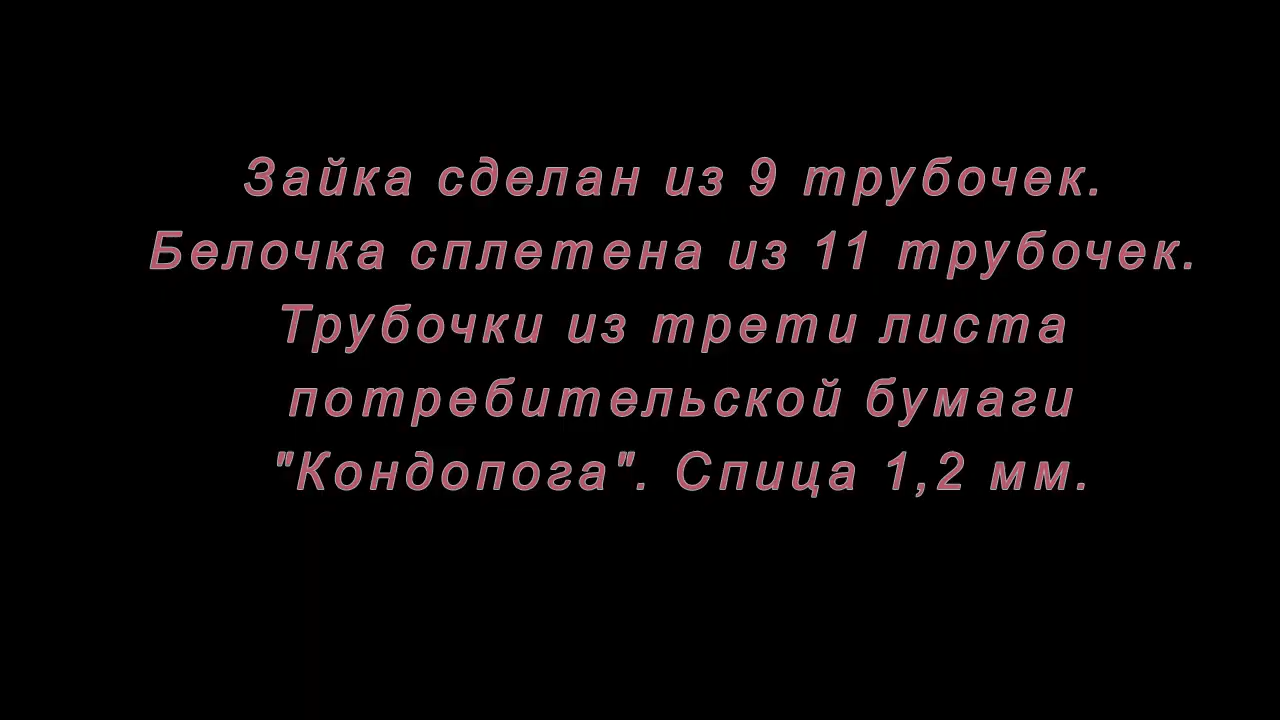 Зайка сделан из 9 трубочек.
Белочка сплетена из 11 трубочек.
Трубочки из трети листа
потребительской бумаги
"Кондопога". Спица 1,2 мм.